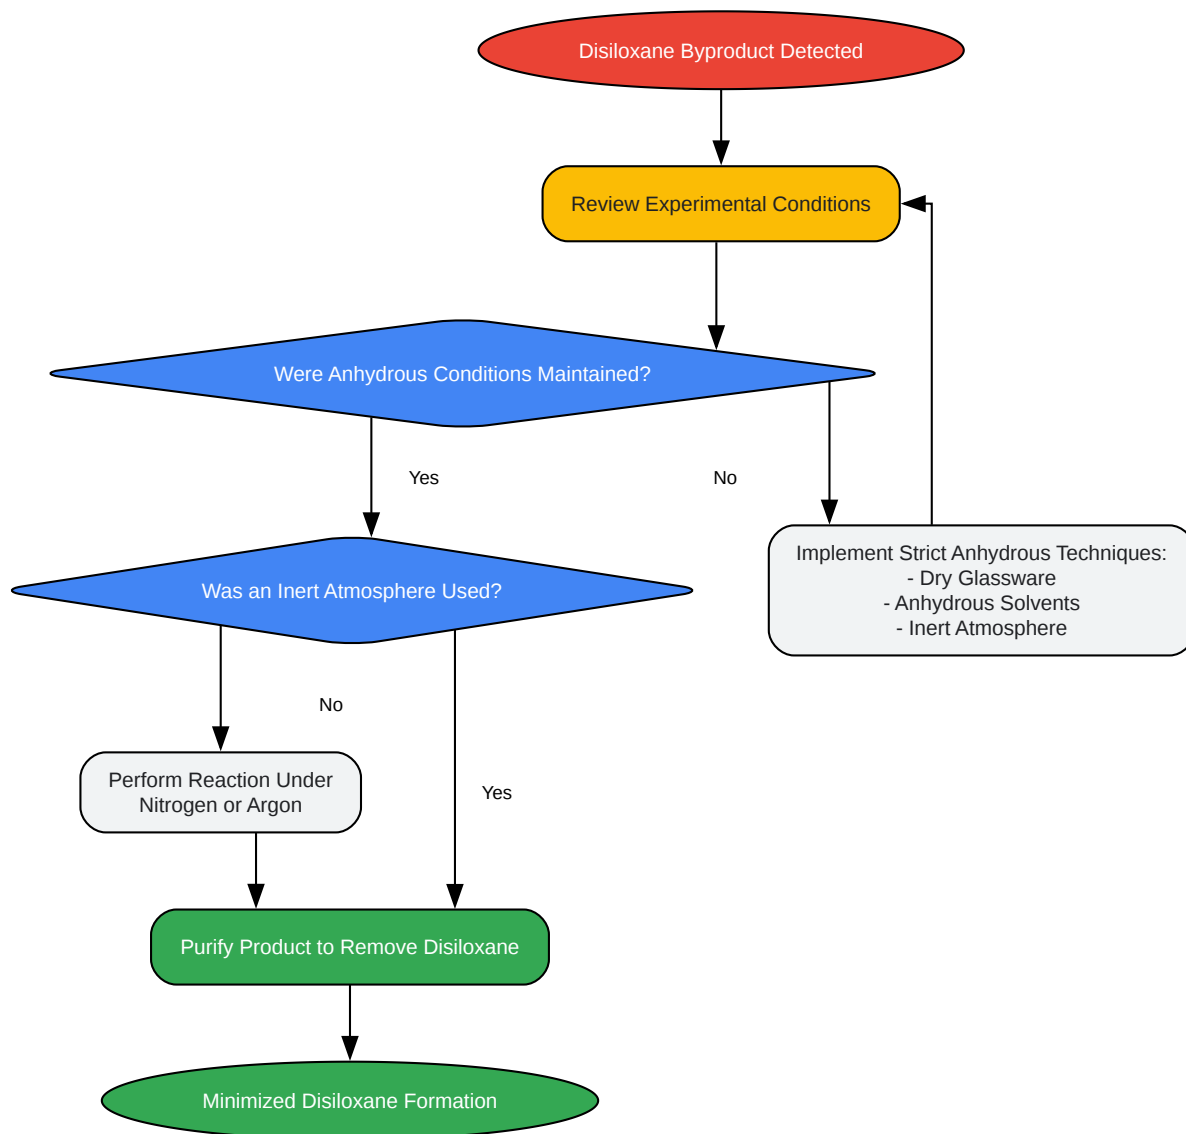 Disiloxane Byproduct Detected
Review Experimental Conditions
Were Anhydrous Conditions Maintained?
Yes
No
Implement Strict Anhydrous Techniques:
- Dry Glassware
- Anhydrous Solvents
- Inert Atmosphere
Was an Inert Atmosphere Used?
No
Perform Reaction Under
Nitrogen or Argon
Yes
Purify Product to Remove Disiloxane
Minimized Disiloxane Formation